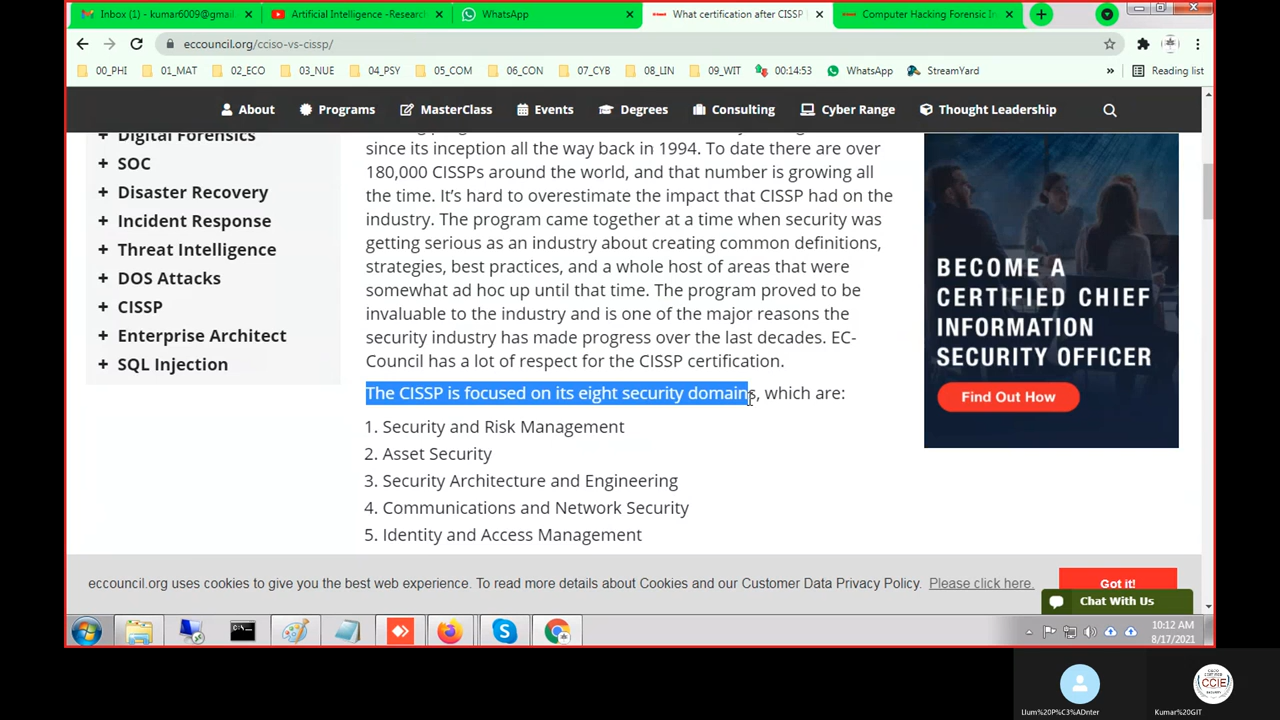 Inbox (1) - kumar6009@gmail
Artificial Intelligence -Research
WhatsApp
What certification after CISSP |
Computer Hacking Forensic In
eccouncil.org/cciso-vs-cissp/
00_PHI
01_MAT
02_ECO
03_NUE
04_PSY
05_COM
06_CON
07_CYB
08_LIN
09_WIT
00:14:53
WhatsApp
StreamYard
»
Reading list
About
Programs
MasterClass
Events
Degrees
Consulting
Cyber Range
Thought Leadership
+ Digital Forensics
+ SOC
+ Disaster Recovery
+ Incident Response
+ Threat Intelligence
+ DOS Attacks
+ CISSP
+ Enterprise Architect
+ SQL Injection
since its inception all the way back in 1994. To date there are over
180,000 CISSPs around the world, and that number is growing all
the time. It's hard to overestimate the impact that CISSP had on the
industry. The program came together at a time when security was
getting serious as an industry about creating common definitions,
strategies, best practices, and a whole host of areas that were
somewhat ad hoc up until that time. The program proved to be
invaluable to the industry and is one of the major reasons the
security industry has made progress over the last decades. EC-
Council has a lot of respect for the CISSP certification.
The CISSP is focused on its eight security domains, which are:
1. Security and Risk Management
2. Asset Security
3. Security Architecture and Engineering
4. Communications and Network Security
5. Identity and Access Management
BECOME A
CERTIFIED CHIEF
INFORMATION
SECURITY OFFICER
Find Out How
eccouncil.org uses cookies to give you the best web experience. To read more details about Cookies and our Customer Data Privacy Policy. Please click here.
Got it!
Chat With Us
10:12 AM
8/17/2021
Llum%20P%C3%ADnter
CCIE
Kumar%20GIT